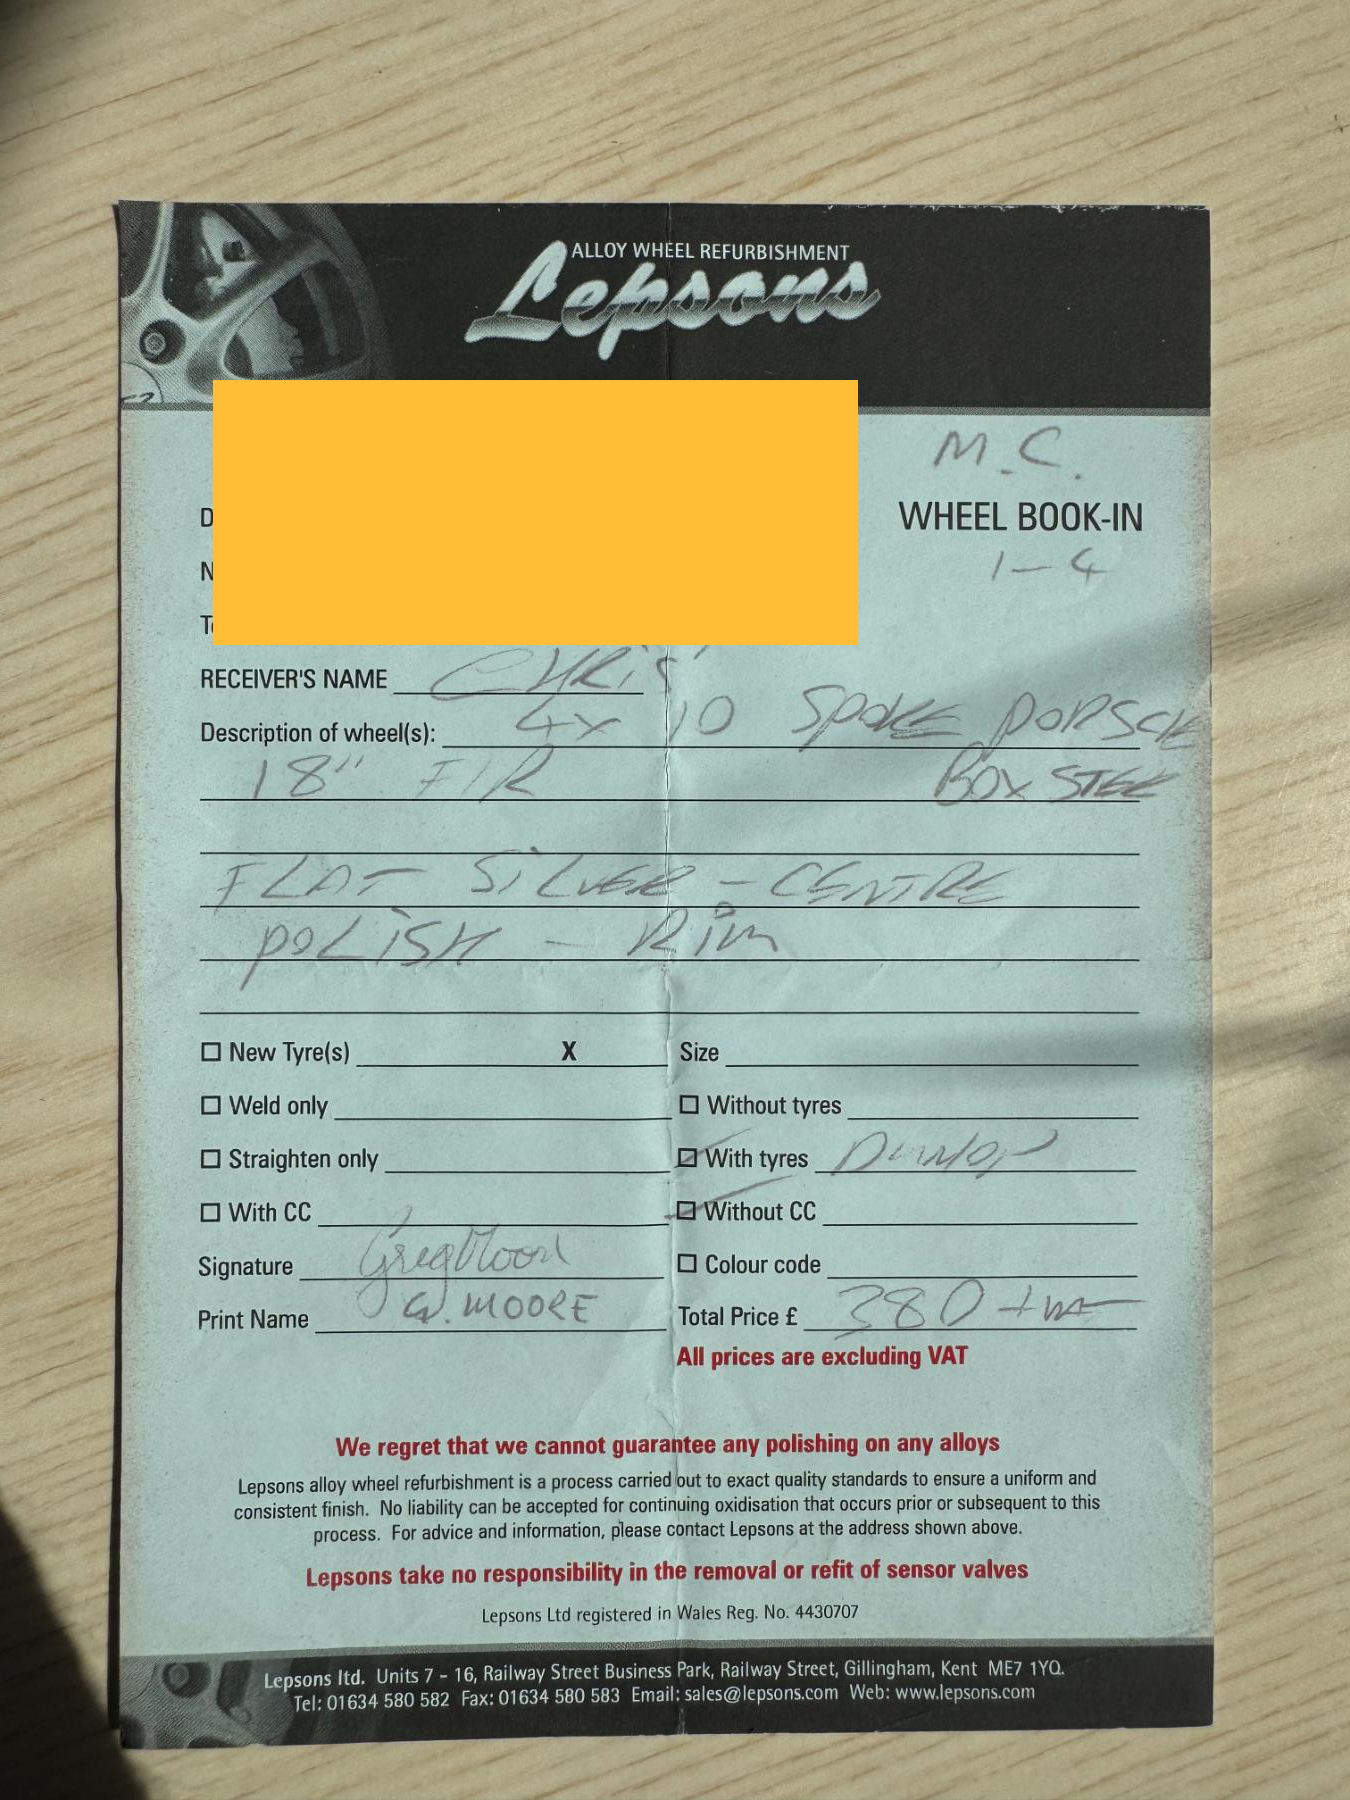 ALLOY WHEEL REFURBISHMENT
Lepsons
M.C.
D
WHEEL BOOK-IN
N
1-4
T
RECEIVER'S NAME CHRIS
Description of wheel(s): 4x 10 SPOKE PORSCHE
18" F/R BOXSTER
FLAT SILVER - CENTRE
POLISH - Rim
New Tyre(s) X Size
Weld only Without tyres
Straighten only With tyres Dunlop
With CC Without CC
Signature Greg Moore Colour code
Print Name G. MOORE Total Price £ 380 +
All prices are excluding VAT
We regret that we cannot guarantee any polishing on any alloys
Lepsons alloy wheel refurbishment is a process carried out to exact quality standards to ensure a uniform and
consistent finish. No liability can be accepted for continuing oxidisation that occurs prior or subsequent to this
process. For advice and information, please contact Lepsons at the address shown above.
Lepsons take no responsibility in the removal or refit of sensor valves
Lepsons Ltd registered in Wales Reg. No. 4430707
Lepsons ltd. Units 7 - 16, Railway Street Business Park, Railway Street, Gillingham, Kent ME7 1YQ.
Tel: 01634 580 582 Fax: 01634 580 583 Email: sales@lepsons.com Web: www.lepsons.com